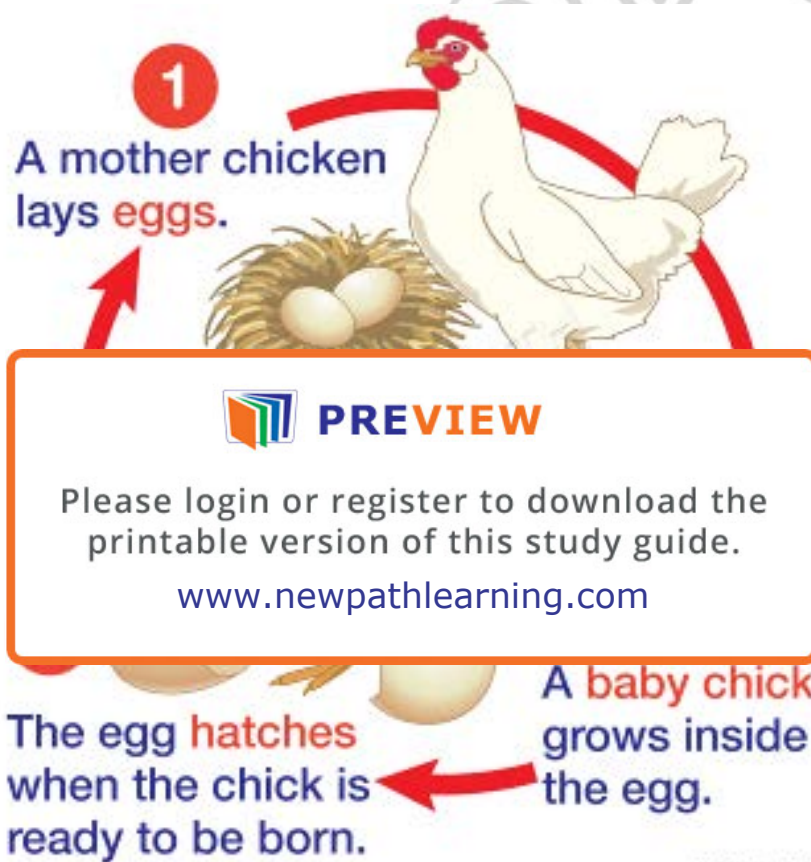 1
A mother chicken
lays eggs.
PREVIEW
Please login or register to download the
printable version of this study guide.
www.newpathlearning.com
A baby chick
grows inside
the egg.
The egg hatches
when the chick is
ready to be born.